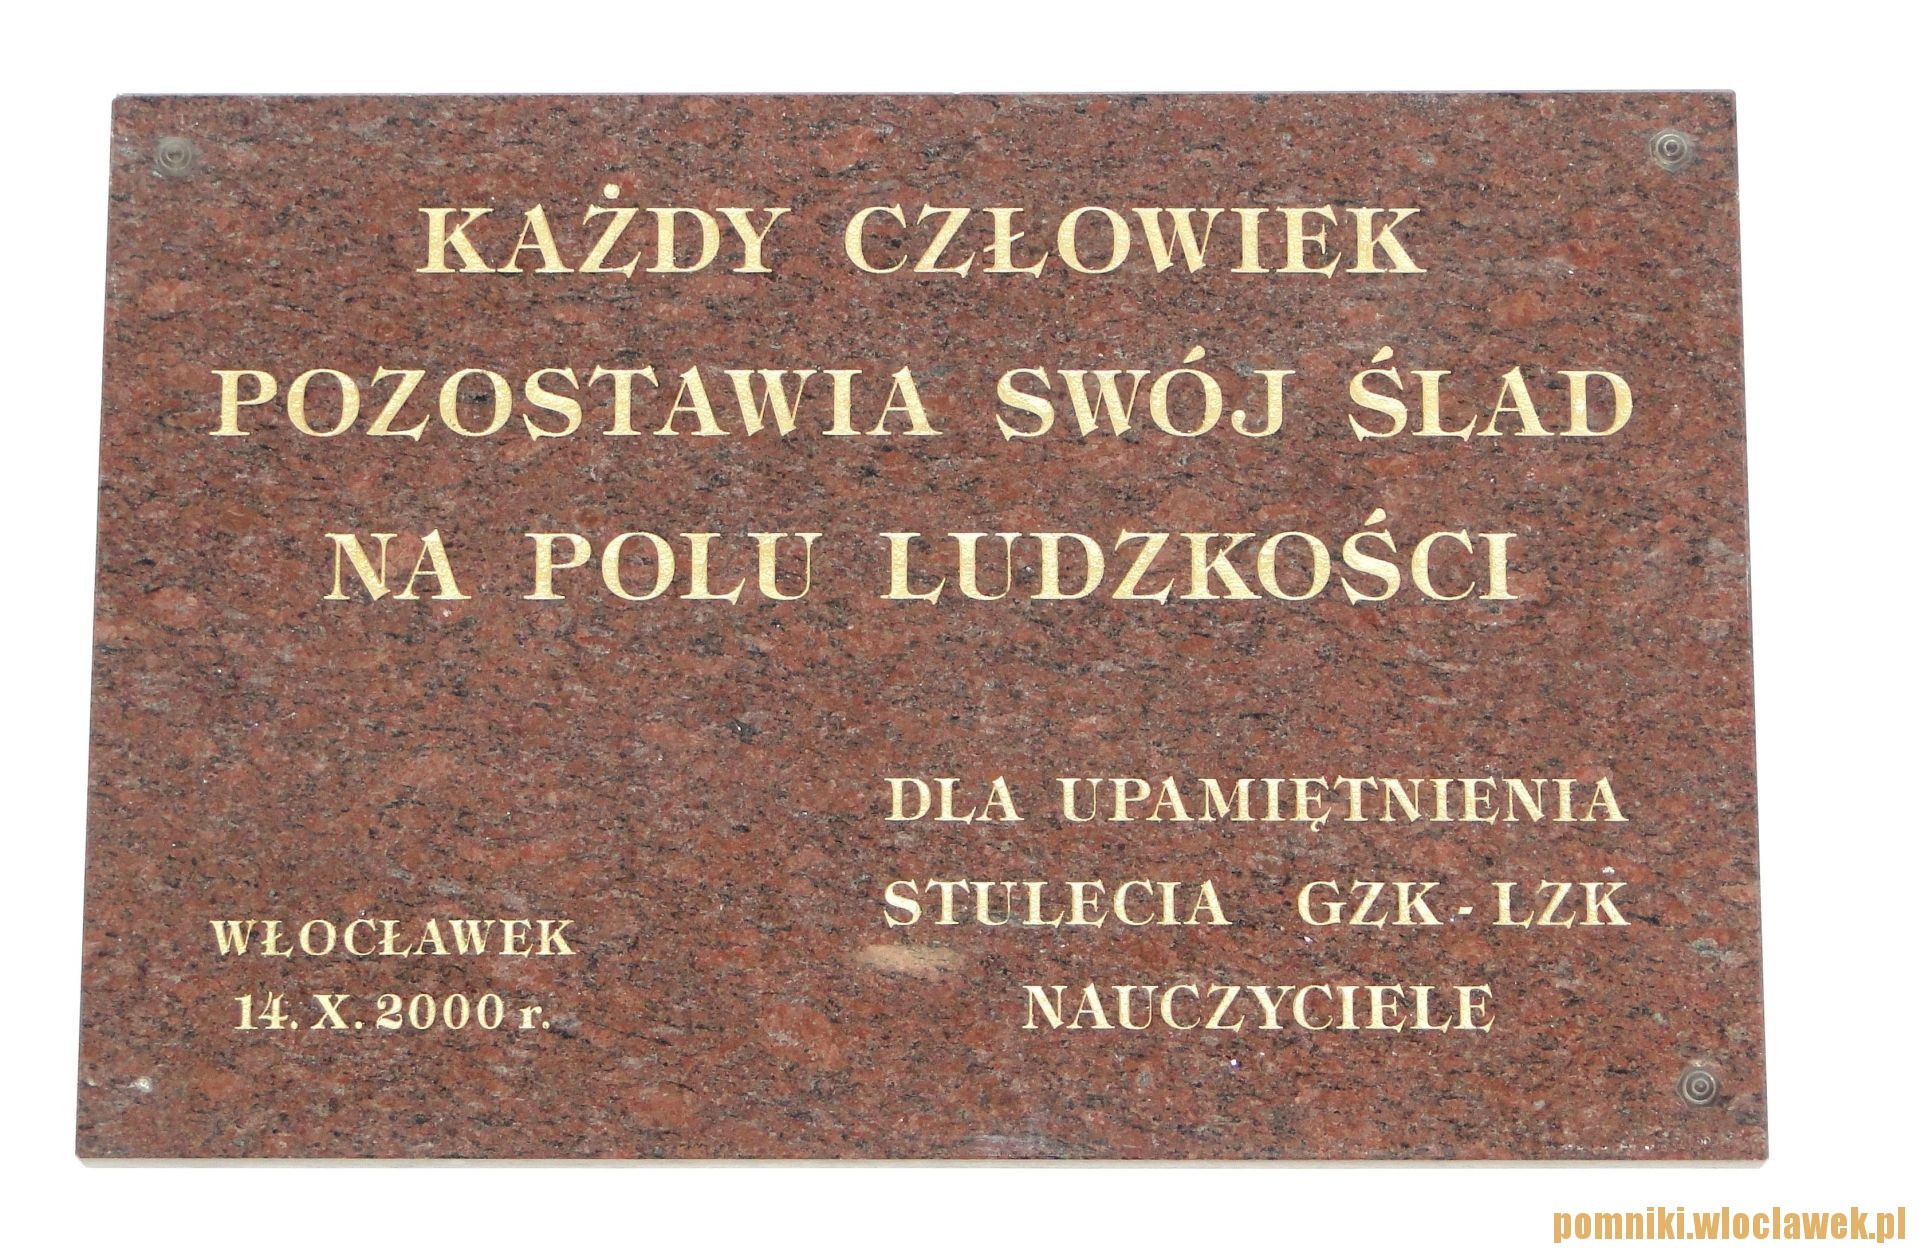 KAŻDY CZŁOWIEK
POZOSTAWIA SWÓJ ŚLAD
NA POLU LUDZKOŚCI
DLA UPAMIĘTNIENIA
STULECIA GZK - LZK
NAUCZYCIELE
WŁOCŁAWEK
14. X. 2000 r.
pomniki.wloclawek.pl